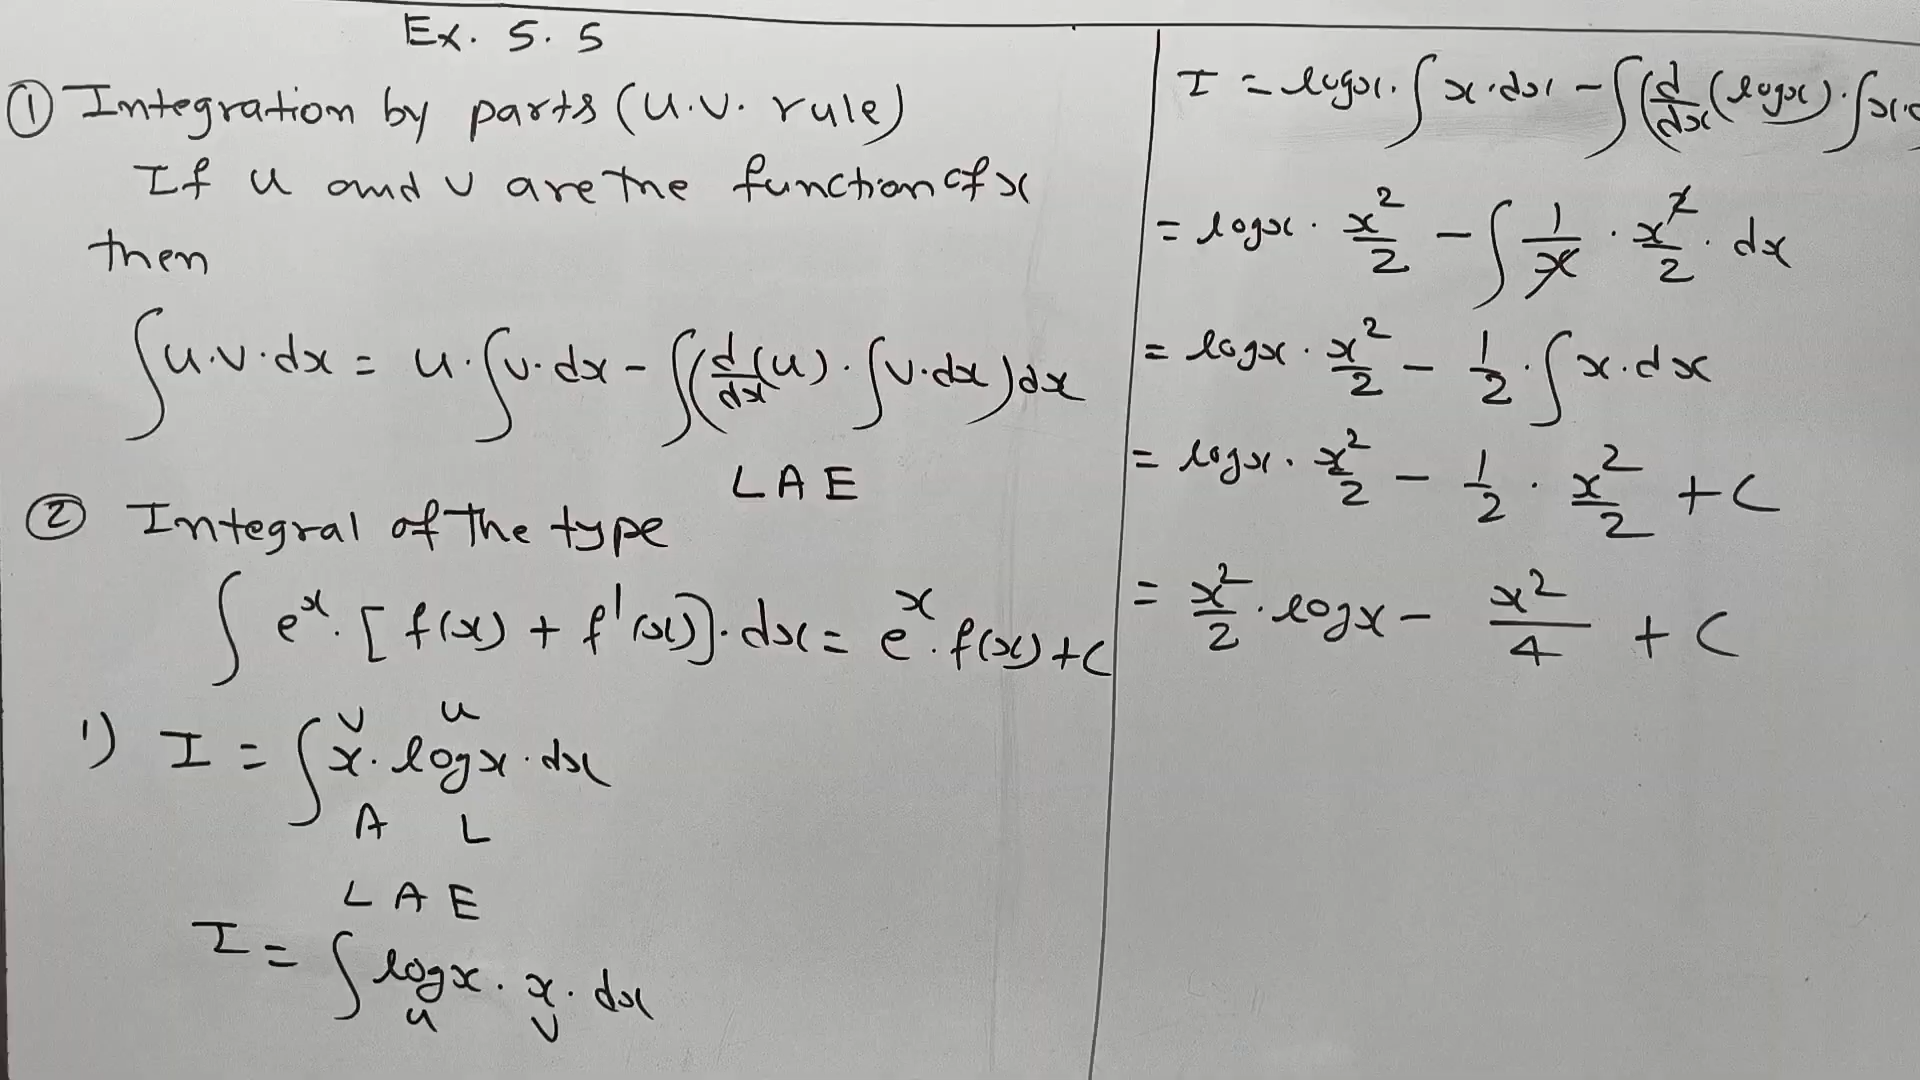 Ex. 5.5
① Integration by parts (u.v. rule)
If u and v are the function of x
then
∫u.v.dx = u.∫v.dx - ∫(d/dx(u).∫v.dx)dx
LAE
② Integral of the type
∫ eˣ.[f(x) + f'(x)].dx = eˣ.f(x)+c
v u
1) I = ∫x.logx.dx
A L
LAE
I = ∫logx.x.dx
u v
I = logx.∫x.dx - ∫(d/dx(logx).∫x.d
= logx.x²/2 - ∫1/x.x²/2.dx
= logx.x²/2 - 1/2.∫x.dx
= logx.x²/2 - 1/2.x²/2 + c
= x²/2.logx - x²/4 + c